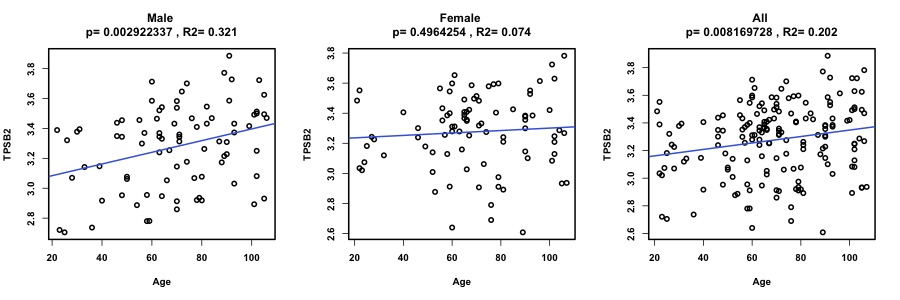 Male
p= 0.002922337 , R2= 0.321
TPSB2
3.8
3.6
3.4
3.2
3.0
2.8
20 40 60 80 100
Age
Female
p= 0.4964254 , R2= 0.074
TPSB2
3.8
3.6
3.4
3.2
3.0
2.8
2.6
20 40 60 80 100
Age
All
p= 0.008169728 , R2= 0.202
TPSB2
3.8
3.6
3.4
3.2
3.0
2.8
2.6
20 40 60 80 100
Age